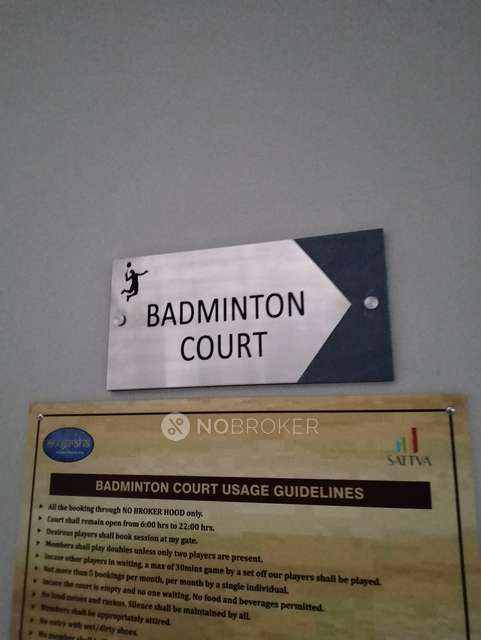 BADMINTON
COURT
NOBROKER
SATTVA
BADMINTON COURT USAGE GUIDELINES
All the booking through NO BROKER HOOD only.
Court shall remain open from 6:00 hrs to 22:00 hrs.
Desirous players shall book session at my gate.
Members shall play doubles unless only two players are present.
Incase other players in waiting, a max of 30mins game by a set off our players shall be played.
Not more than 5 bookings per month, per month by a single individual.
Incase the court is empty and no one waiting. No food and beverages permitted.
No loud noises and ruckus. Silence shall be maintained by all.
Members shall be appropriately attired.
No entry with wet/dirty shoes.
No member shall